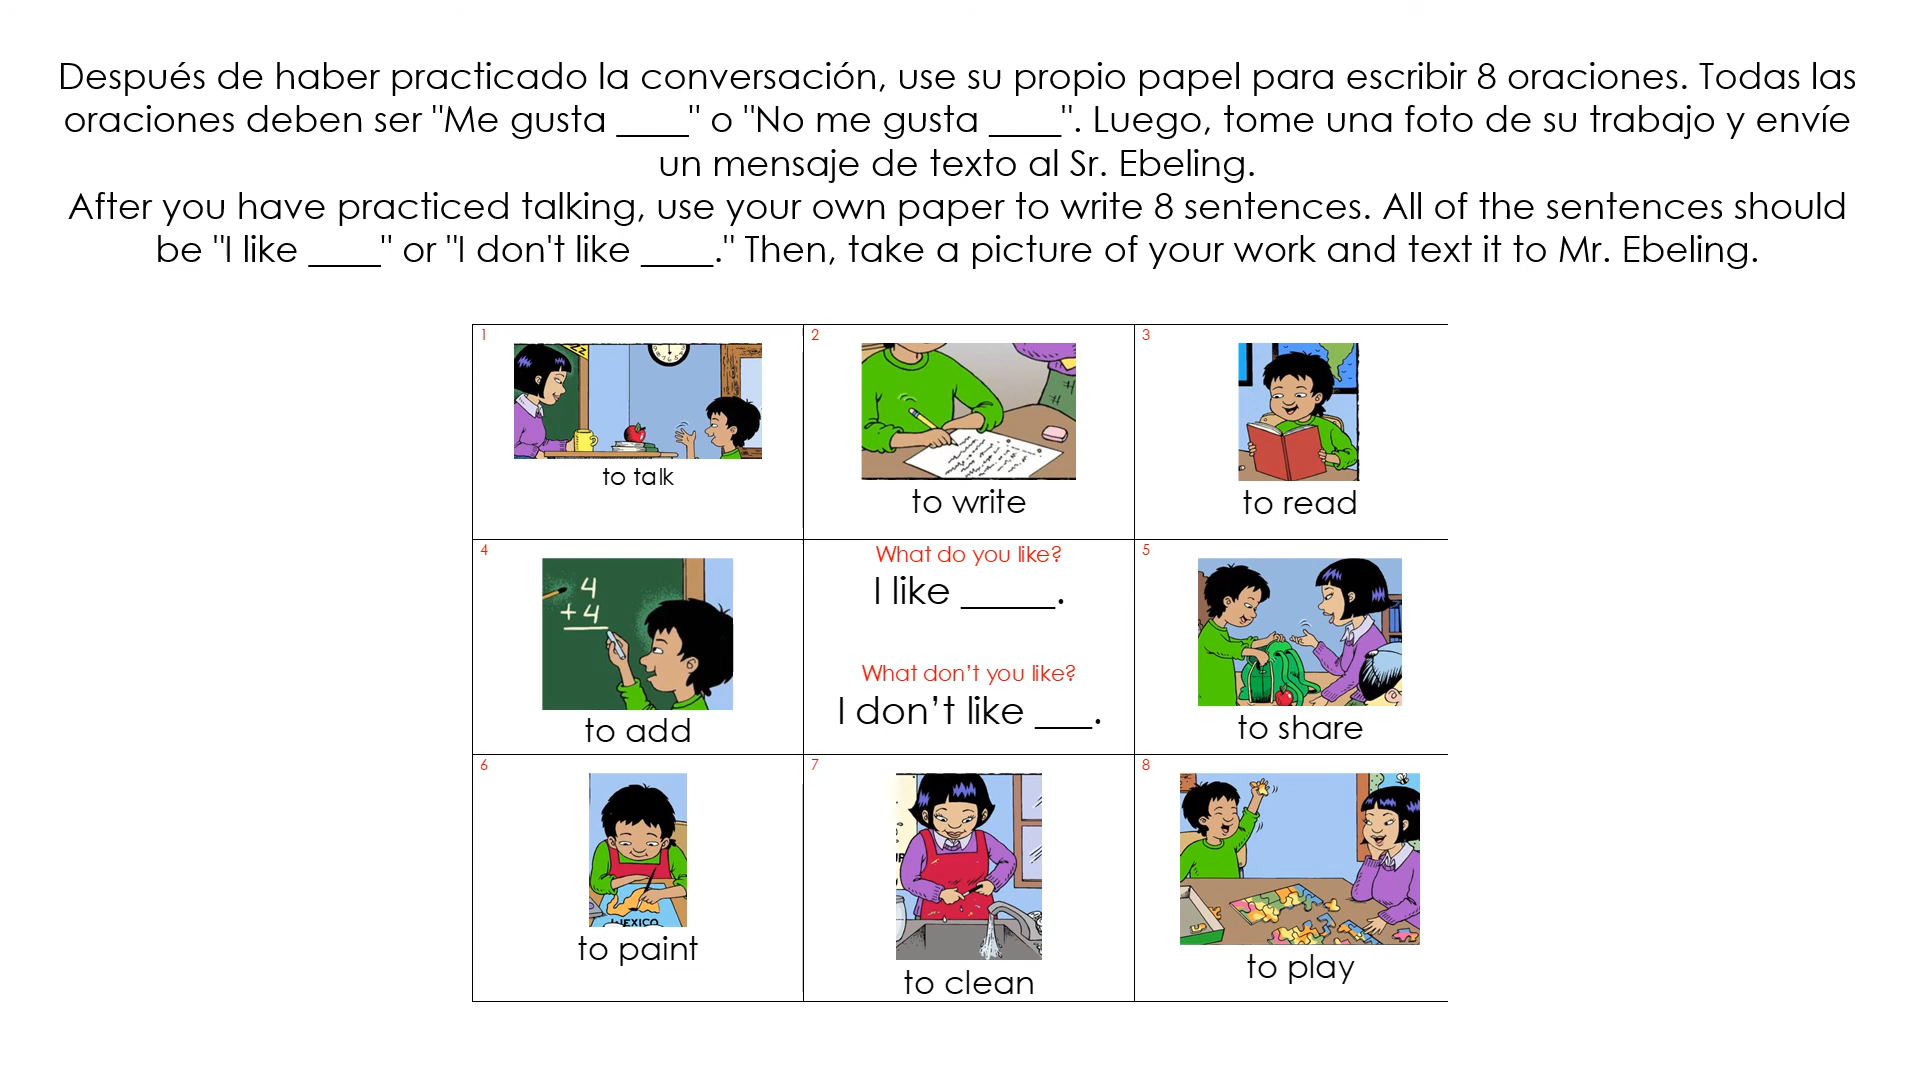 Después de haber practicado la conversación, use su propio papel para escribir 8 oraciones. Todas las
oraciones deben ser "Me gusta ____" o "No me gusta ____". Luego, tome una foto de su trabajo y envíe
un mensaje de texto al Sr. Ebeling.
After you have practiced talking, use your own paper to write 8 sentences. All of the sentences should
be "I like ____" or "I don't like ____." Then, take a picture of your work and text it to Mr. Ebeling.
1
to talk
2
to write
3
to read
4
4
+ 4
to add
What do you like?
I like _____.
What don’t you like?
I don’t like ___.
5
to share
6
MEXICO
to paint
7
to clean
8
to play